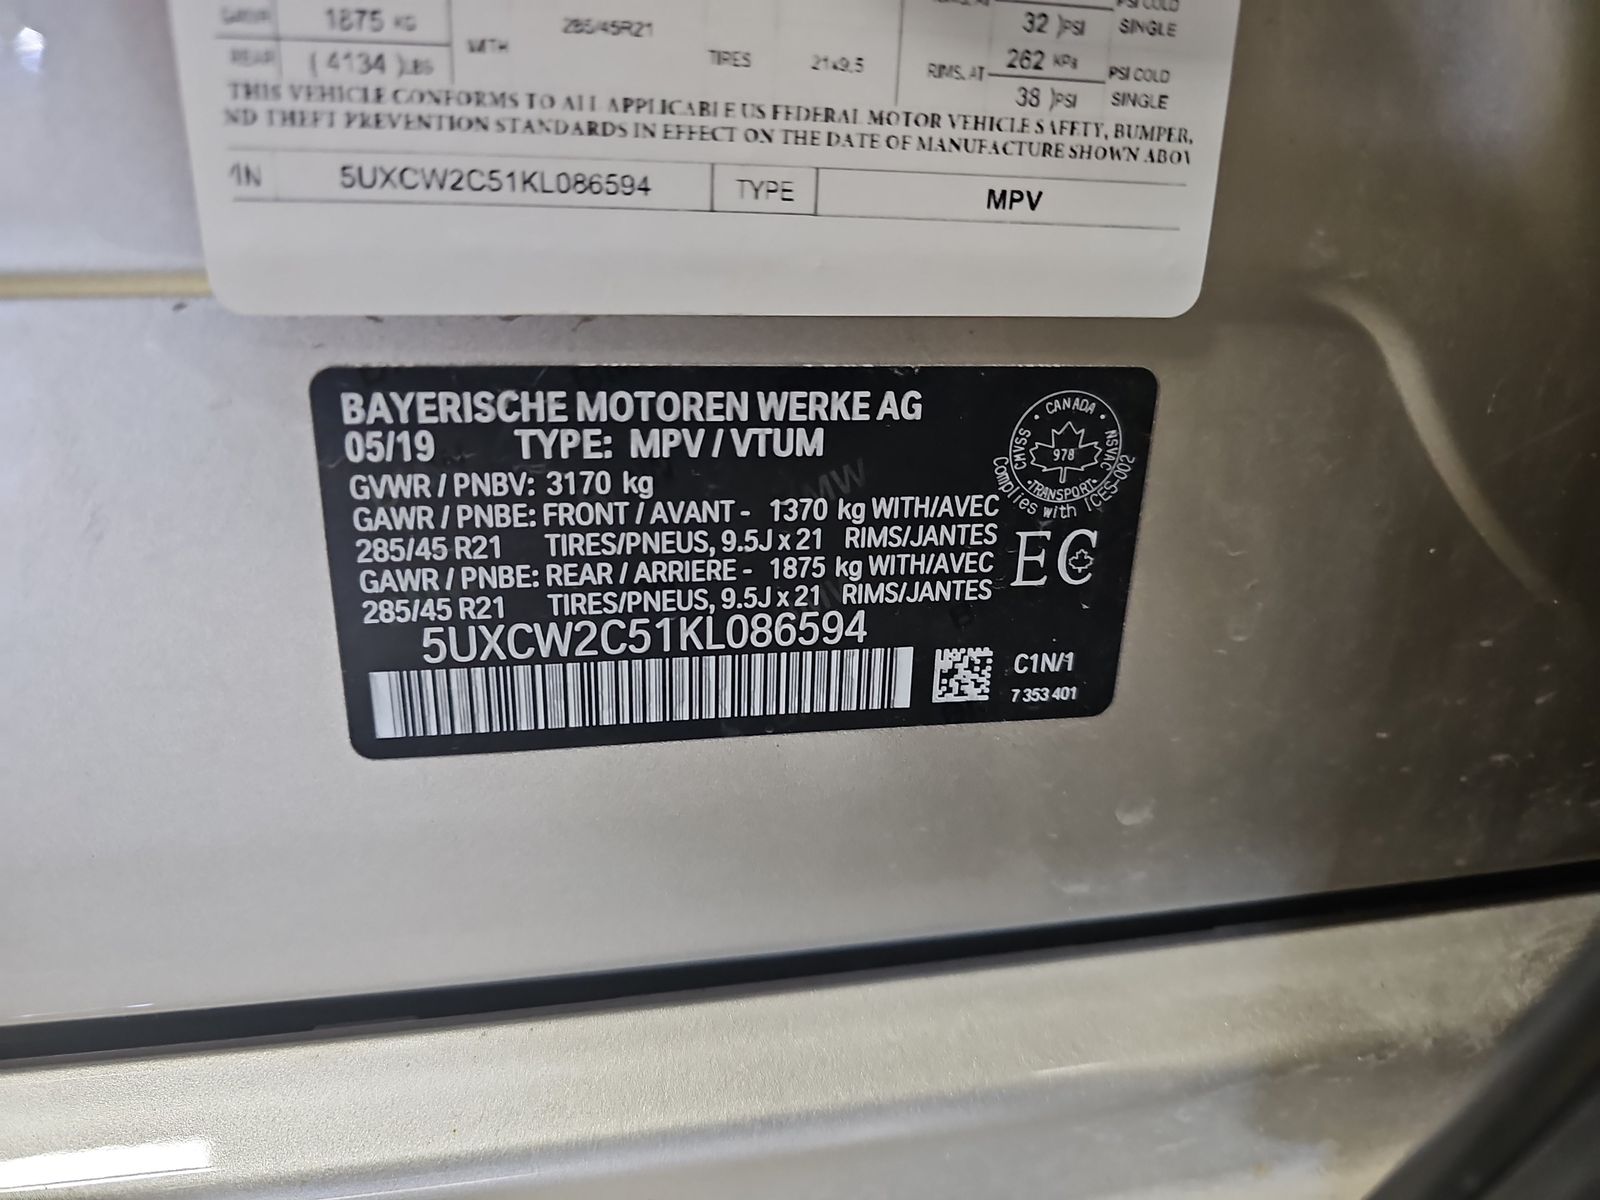 1875 KG
REAR (4134)LBS
WITH
285/45R21
TIRES
21x9.5
RIMS, AT
32 )PSI
SINGLE
262 KPa
38 )PSI
PSI COLD
SINGLE
THIS VEHICLE CONFORMS TO ALL APPLICABLE US FEDERAL MOTOR VEHICLE SAFETY, BUMPER,
ND THEFT PREVENTION STANDARDS IN EFFECT ON THE DATE OF MANUFACTURE SHOWN ABOV
IN 5UXCW2C51KL086594 TYPE MPV
BAYERISCHE MOTOREN WERKE AG
05/19 TYPE: MPV / VTUM
GVWR / PNBV: 3170 kg
GAWR / PNBE: FRONT / AVANT - 1370 kg WITH/AVEC
285/45 R21 TIRES/PNEUS, 9.5J x 21 RIMS/JANTES
GAWR / PNBE: REAR / ARRIERE - 1875 kg WITH/AVEC
285/45 R21 TIRES/PNEUS, 9.5J x 21 RIMS/JANTES
5UXCW2C51KL086594
CANADA
CMVSS
978
NSVAC
TRANSPORT
Complies with ICES-002
EC
C1N/1
7 353 401